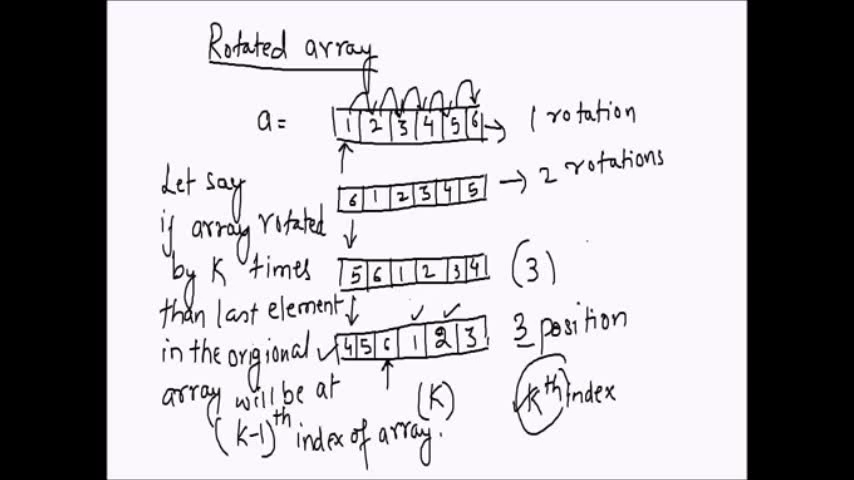 Rotated array
a= 1 2 3 4 5 6 → 1 rotation
6 1 2 3 4 5 → 2 rotations
5 6 1 2 3 4 (3)
4 5 6 1 2 3 3 position
Let say
if array rotated
by K times
than last element
in the origional
array will be at
(k-1)th index of array.
(K) Kth index